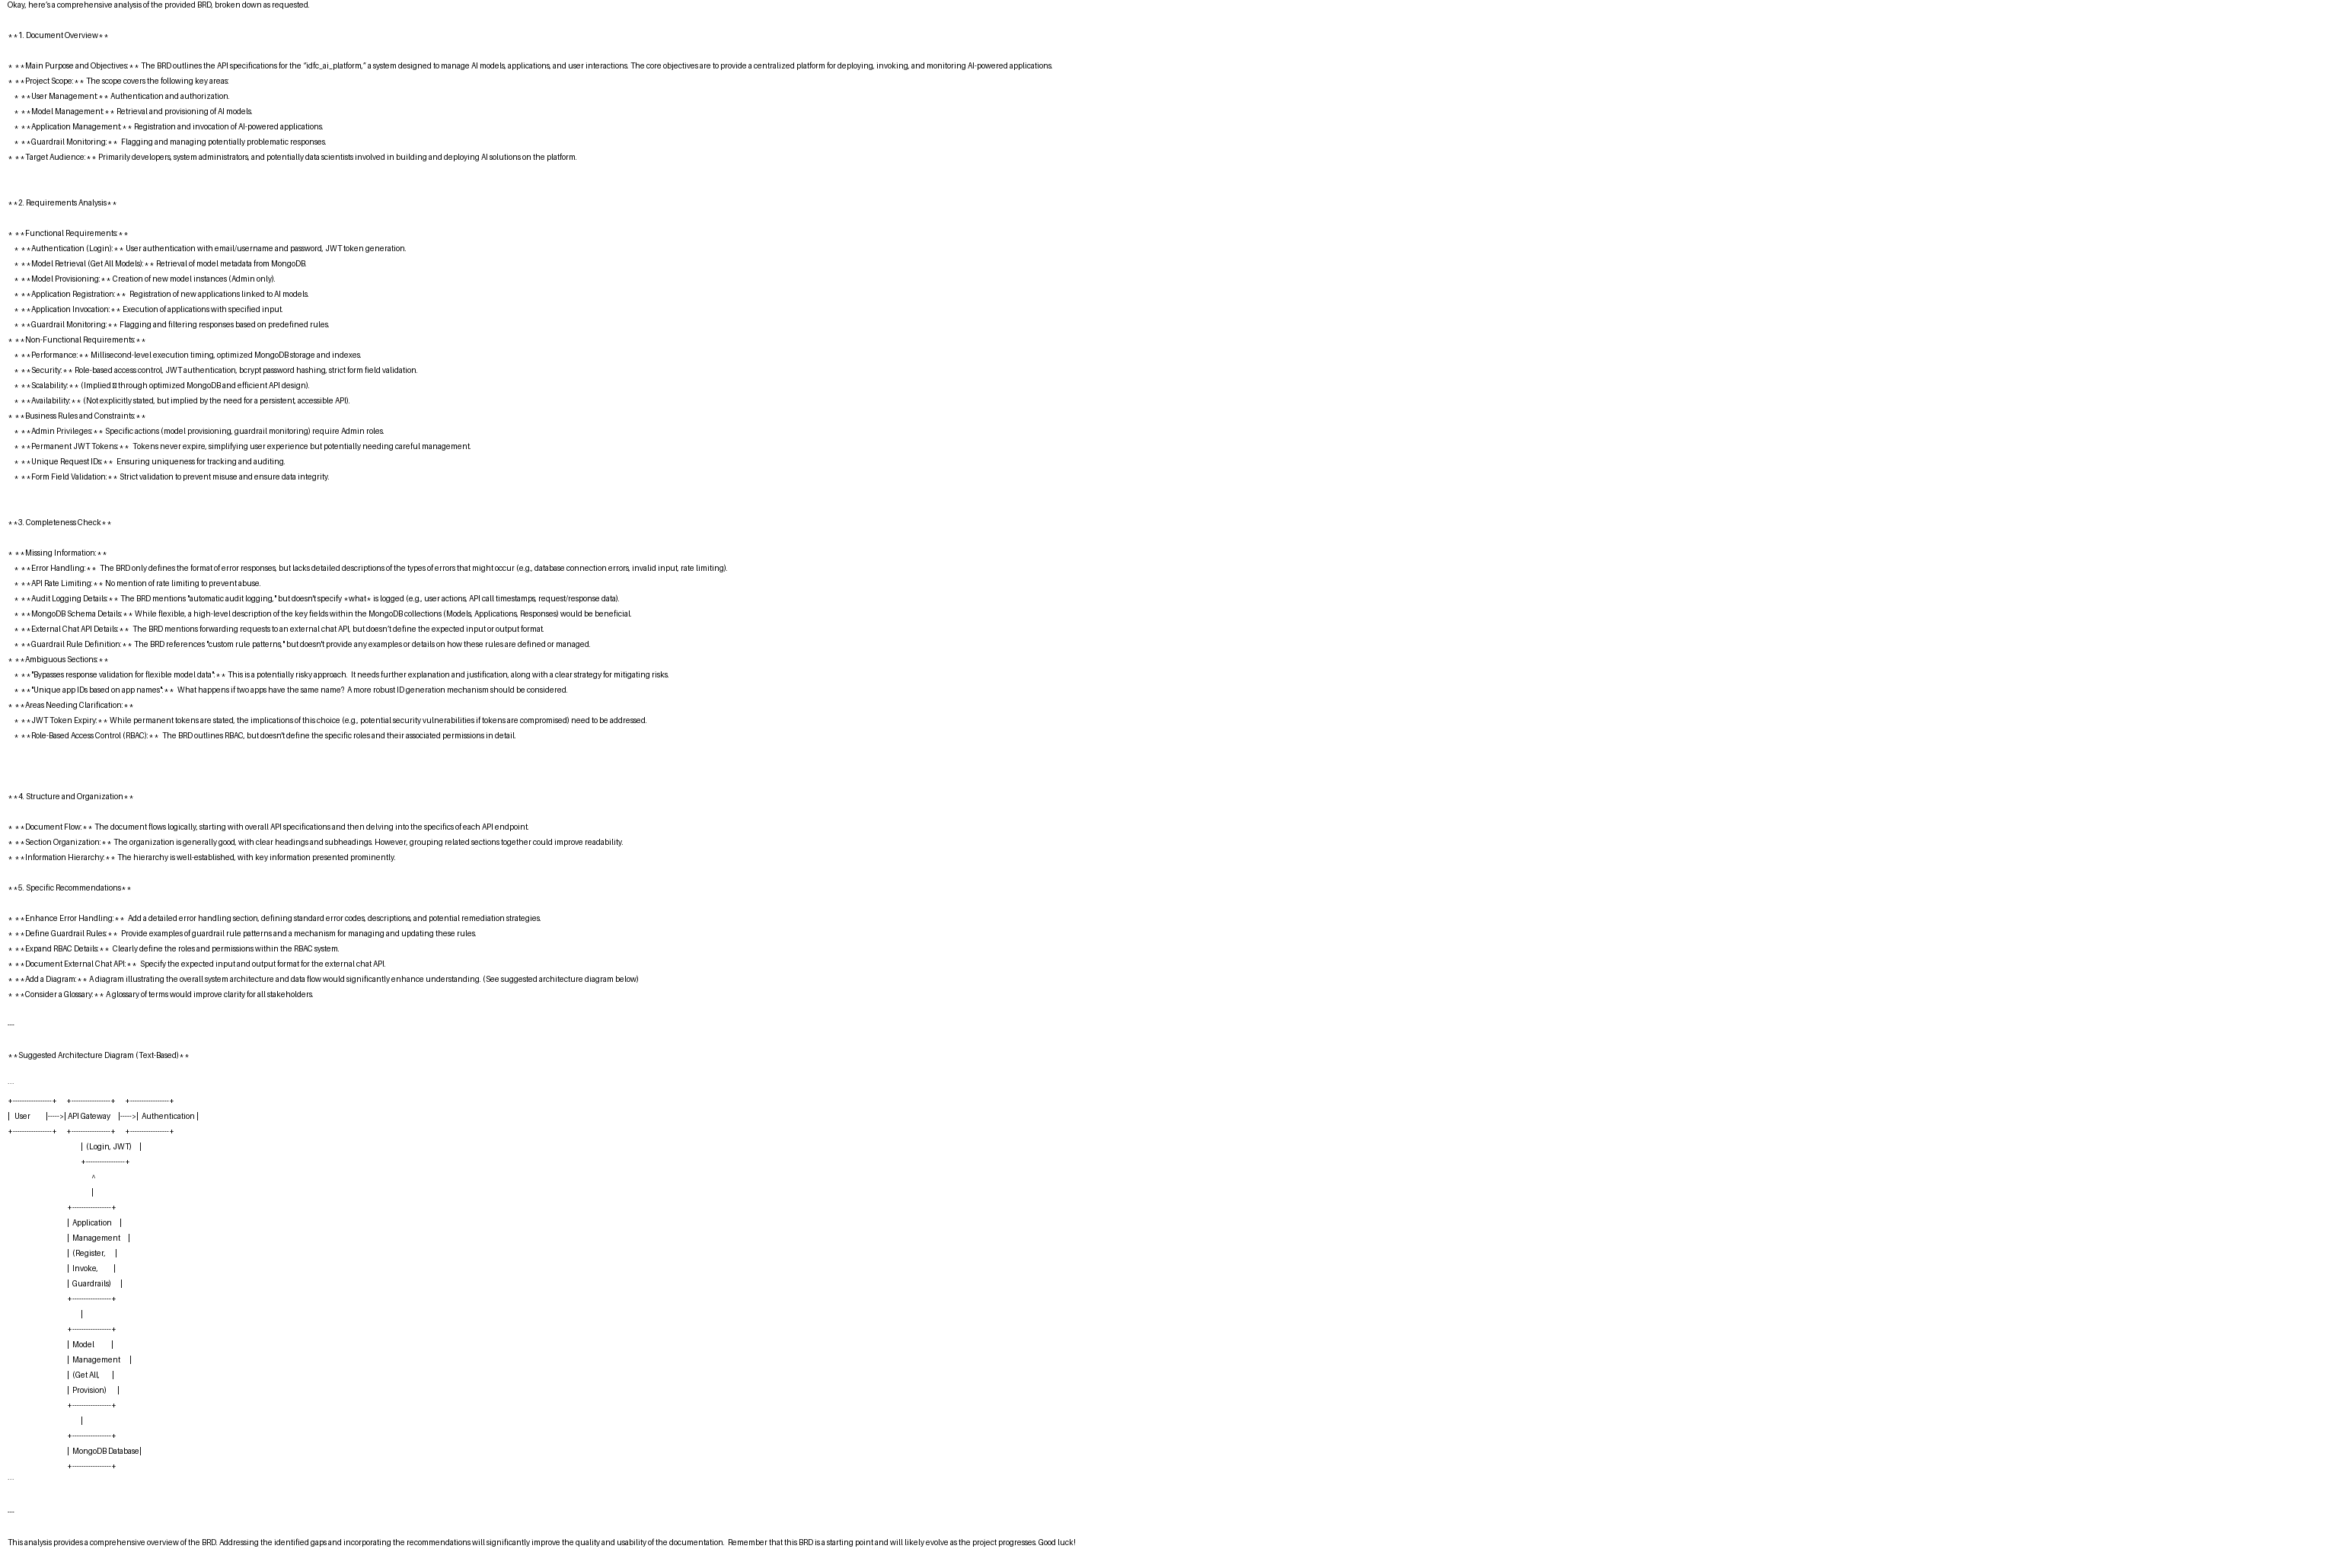 Okay, here's a comprehensive analysis of the provided BRD, broken down as requested.
**1. Document Overview**
* **Main Purpose and Objectives:** The BRD outlines the API specifications for the "idfc_ai_platform," a system designed to manage AI models, applications, and user interactions. The core objectives are to provide a centralized platform for deploying, invoking, and monitoring AI-powered applications.
* **Project Scope:** The scope covers the following key areas:
* **User Management:** Authentication and authorization.
* **Model Management:** Retrieval and provisioning of AI models.
* **Application Management:** Registration and invocation of AI-powered applications.
* **Guardrail Monitoring:** Flagging and managing potentially problematic responses.
* **Target Audience:** Primarily developers, system administrators, and potentially data scientists involved in building and deploying AI solutions on the platform.
**2. Requirements Analysis**
* **Functional Requirements:**
* **Authentication (Login):** User authentication with email/username and password, JWT token generation.
* **Model Retrieval (Get All Models):** Retrieval of model metadata from MongoDB.
* **Model Provisioning:** Creation of new model instances (Admin only).
* **Application Registration:** Registration of new applications linked to AI models.
* **Application Invocation:** Execution of applications with specified input.
* **Guardrail Monitoring:** Flagging and filtering responses based on predefined rules.
* **Non-Functional Requirements:**
* **Performance:** Millisecond-level execution timing, optimized MongoDB storage and indexes.
* **Security:** Role-based access control, JWT authentication, bcrypt password hashing, strict form field validation.
* **Scalability:** (Implied through optimized MongoDB and efficient API design).
* **Availability:** (Not explicitly stated, but implied by the need for a persistent, accessible API).
* **Business Rules and Constraints:**
* **Admin Privileges:** Specific actions (model provisioning, guardrail monitoring) require Admin roles.
* **Permanent JWT Tokens:** Tokens never expire, simplifying user experience but potentially needing careful management.
* **Unique Request IDs:** Ensuring uniqueness for tracking and auditing.
* **Form Field Validation:** Strict validation to prevent misuse and ensure data integrity.
**3. Completeness Check**
* **Missing Information:**
* **Error Handling:** The BRD only defines the format of error responses, but lacks detailed descriptions of the types of errors that might occur (e.g., database connection errors, invalid input, rate limiting).
* **API Rate Limiting:** No mention of rate limiting to prevent abuse.
* **Audit Logging Details:** The BRD mentions "automatic audit logging," but doesn't specify *what* is logged (e.g., user actions, API call timestamps, request/response data).
* **MongoDB Schema Details:** While flexible, a high-level description of the key fields within the MongoDB collections (Models, Applications, Responses) would be beneficial.
* **External Chat API Details:** The BRD mentions forwarding requests to an external chat API, but doesn't define the expected input or output format.
* **Guardrail Rule Definition:** The BRD references "custom rule patterns," but doesn't provide any examples or details on how these rules are defined or managed.
* **Ambiguous Sections:**
* **"Bypasses response validation for flexible model data":** This is a potentially risky approach. It needs further explanation and justification, along with a clear strategy for mitigating risks.
* **"Unique app IDs based on app names":** What happens if two apps have the same name? A more robust ID generation mechanism should be considered.
* **Areas Needing Clarification:**
* **JWT Token Expiry:** While permanent tokens are stated, the implications of this choice (e.g., potential security vulnerabilities if tokens are compromised) need to be addressed.
* **Role-Based Access Control (RBAC):** The BRD outlines RBAC, but doesn't define the specific roles and their associated permissions in detail.
**4. Structure and Organization**
* **Document Flow:** The document flows logically, starting with overall API specifications and then delving into the specifics of each API endpoint.
* **Section Organization:** The organization is generally good, with clear headings and subheadings. However, grouping related sections together could improve readability.
* **Information Hierarchy:** The hierarchy is well-established, with key information presented prominently.
**5. Specific Recommendations**
* **Enhance Error Handling:** Add a detailed error handling section, defining standard error codes, descriptions, and potential remediation strategies.
* **Define Guardrail Rules:** Provide examples of guardrail rule patterns and a mechanism for managing and updating these rules.
* **Expand RBAC Details:** Clearly define the roles and permissions within the RBAC system.
* **Document External Chat API:** Specify the expected input and output format for the external chat API.
* **Add a Diagram:** A diagram illustrating the overall system architecture and data flow would significantly enhance understanding. (See suggested architecture diagram below)
* **Consider a Glossary:** A glossary of terms would improve clarity for all stakeholders.
---
**Suggested Architecture Diagram (Text-Based)**
```
+-----------------+ +-----------------+ +-----------------+
| User |----->| API Gateway |----->| Authentication |
+-----------------+ +-----------------+ +-----------------+
| (Login, JWT) |
+-----------------+
^
|
+-----------------+
| Application |
| Management |
| (Register, |
| Invoke, |
| Guardrails) |
+-----------------+
|
+-----------------+
| Model |
| Management |
| (Get All, |
| Provision) |
+-----------------+
|
+-----------------+
| MongoDB Database|
+-----------------+
```
---
This analysis provides a comprehensive overview of the BRD. Addressing the identified gaps and incorporating the recommendations will significantly improve the quality and usability of the documentation. Remember that this BRD is a starting point and will likely evolve as the project progresses. Good luck!